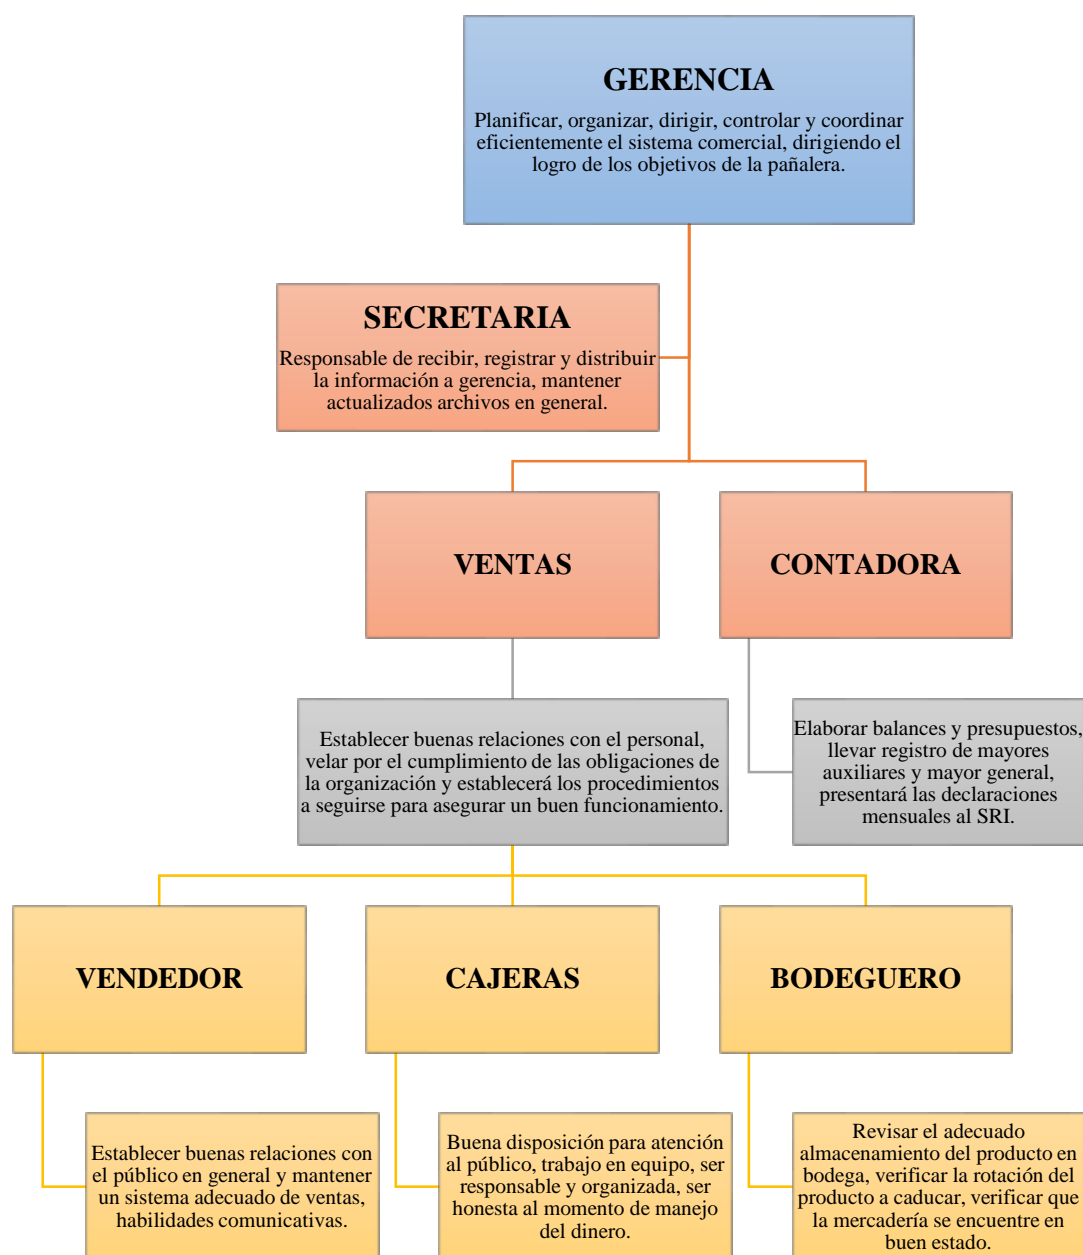 GERENCIA
Planificar, organizar, dirigir, controlar y coordinar
eficientemente el sistema comercial, dirigiendo el
logro de los objetivos de la pañalera.
SECRETARIA
Responsable de recibir, registrar y distribuir
la información a gerencia, mantener
actualizados archivos en general.
VENTAS
CONTADORA
Establecer buenas relaciones con el personal,
velar por el cumplimiento de las obligaciones de
la organización y establecerá los procedimientos
a seguirse para asegurar un buen funcionamiento.
Elaborar balances y presupuestos,
llevar registro de mayores
auxiliares y mayor general,
presentará las declaraciones
mensuales al SRI.
VENDEDOR
CAJERAS
BODEGUERO
Establecer buenas relaciones con
el público en general y mantener
un sistema adecuado de ventas,
habilidades comunicativas.
Buena disposición para atención
al público, trabajo en equipo, ser
responsable y organizada, ser
honesta al momento de manejo
del dinero.
Revisar el adecuado
almacenamiento del producto en
bodega, verificar la rotación del
producto a caducar, verificar que
la mercadería se encuentre en
buen estado.